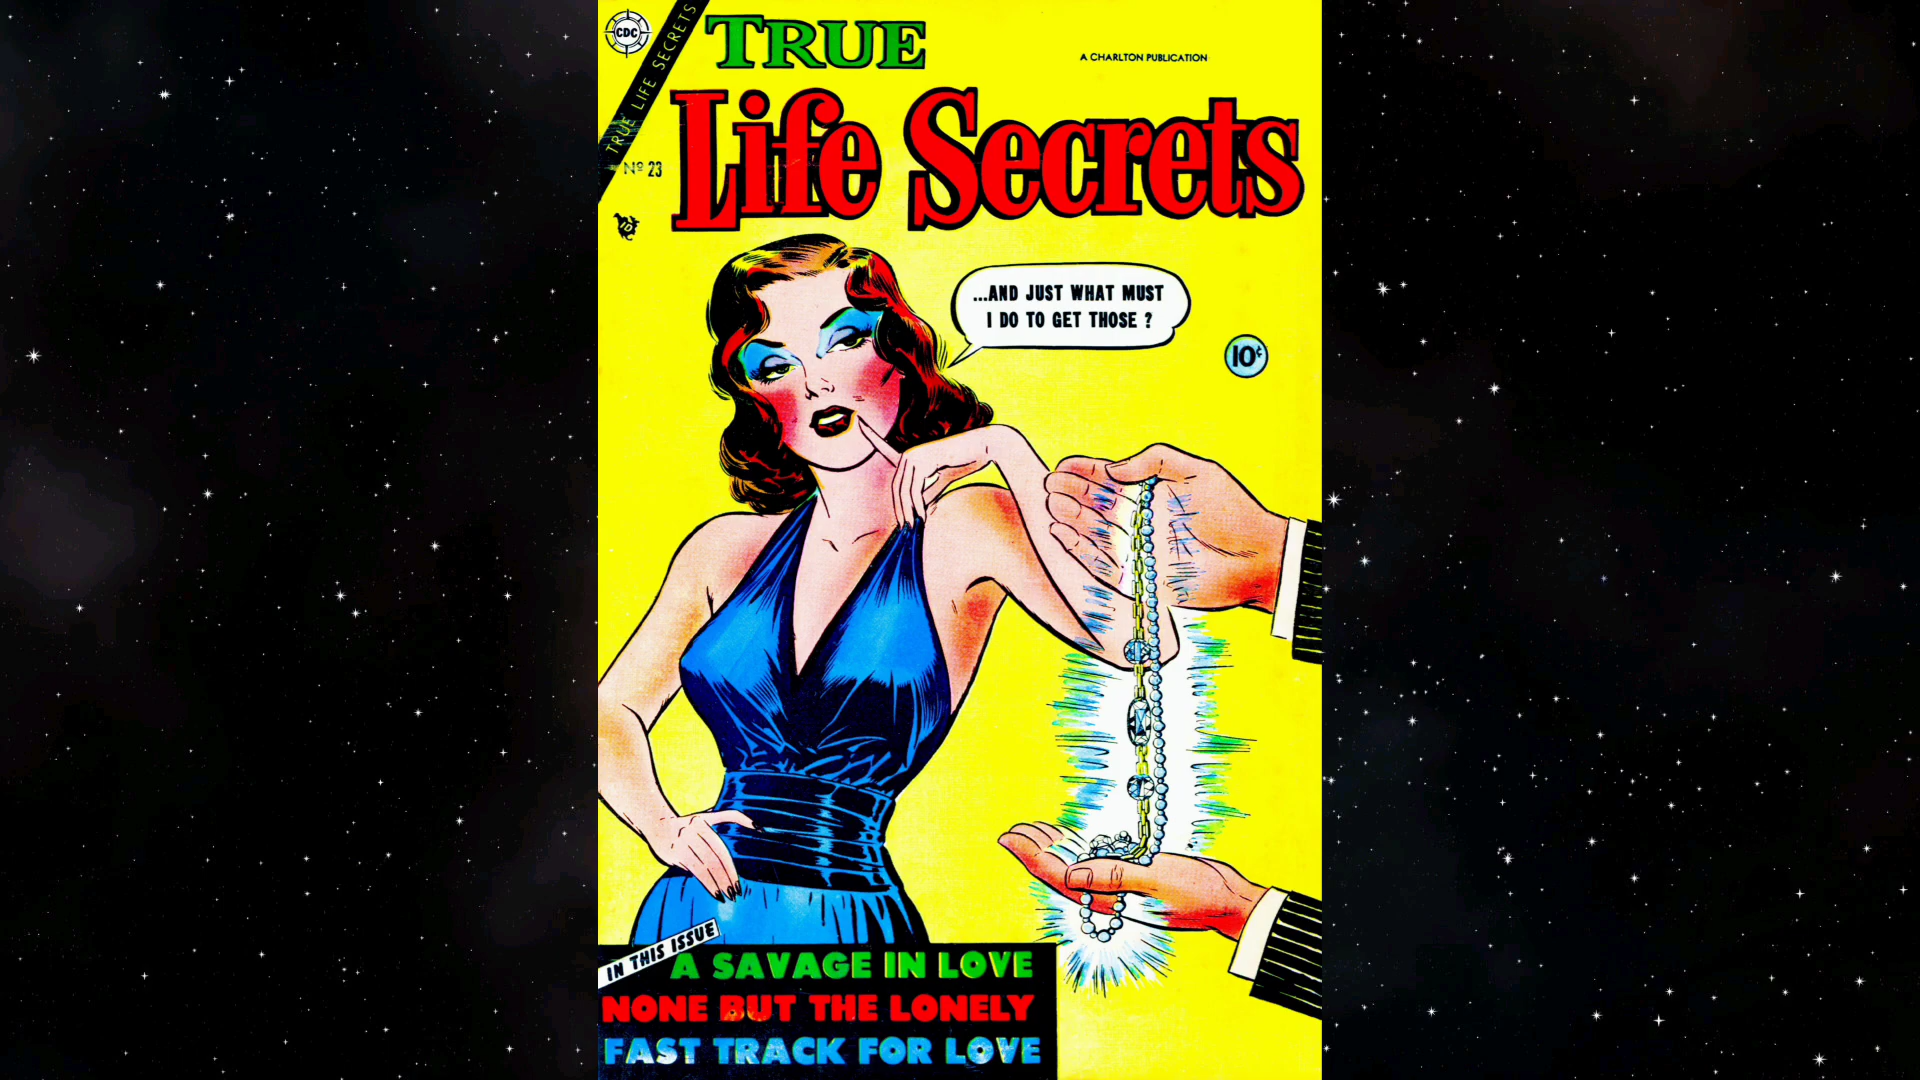 CDC
TRUE LIFE SECRETS
TRUE
A CHARLTON PUBLICATION
Life Secrets
Nº 23
10
...AND JUST WHAT MUST
I DO TO GET THOSE ?
10¢
IN THIS ISSUE
A SAVAGE IN LOVE
NONE BUT THE LONELY
FAST TRACK FOR LOVE